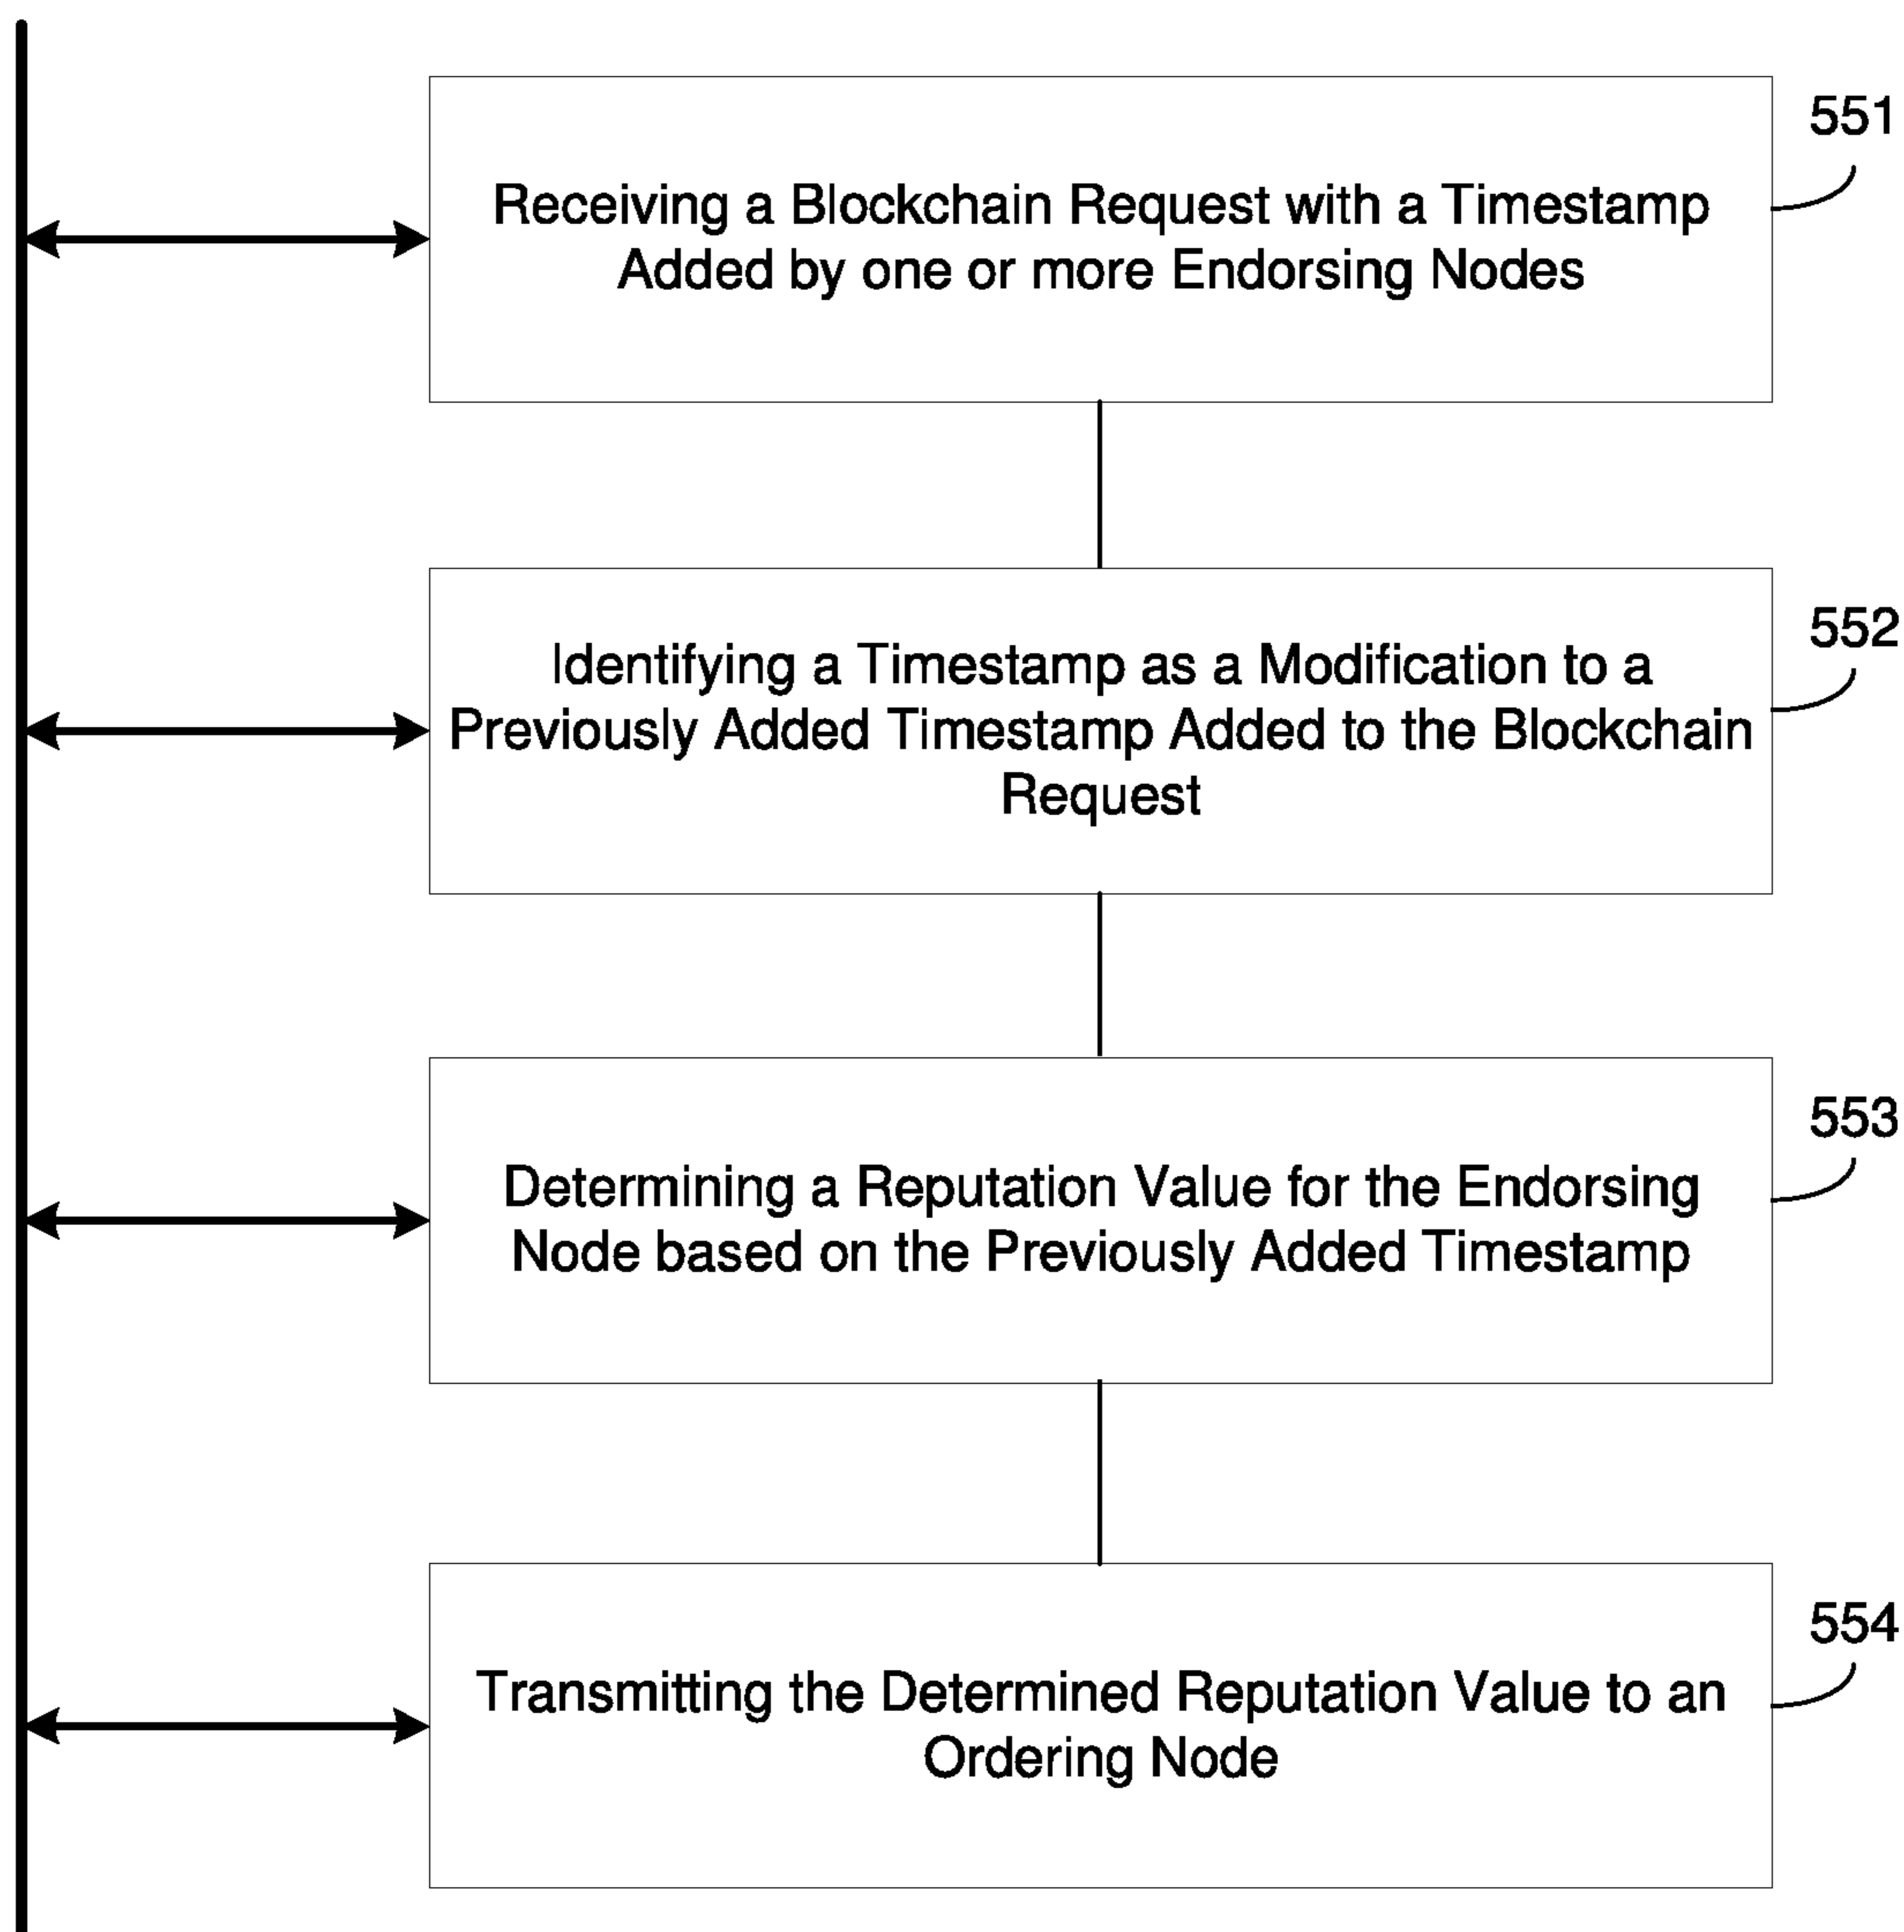 551
Receiving a Blockchain Request with a Timestamp
Added by one or more Endorsing Nodes
552
Identifying a Timestamp as a Modification to a
Previously Added Timestamp Added to the Blockchain
Request
553
Determining a Reputation Value for the Endorsing
Node based on the Previously Added Timestamp
554
Transmitting the Determined Reputation Value to an
Ordering Node